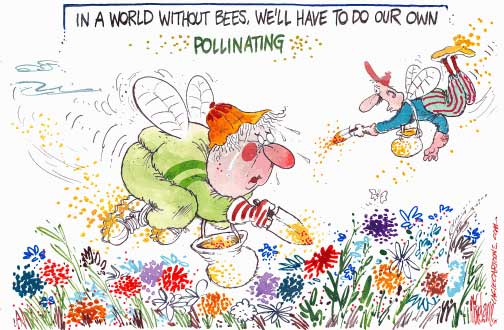 IN A WORLD WITHOUT BEES, WE'LL HAVE TO DO OUR OWN
POLLINATING